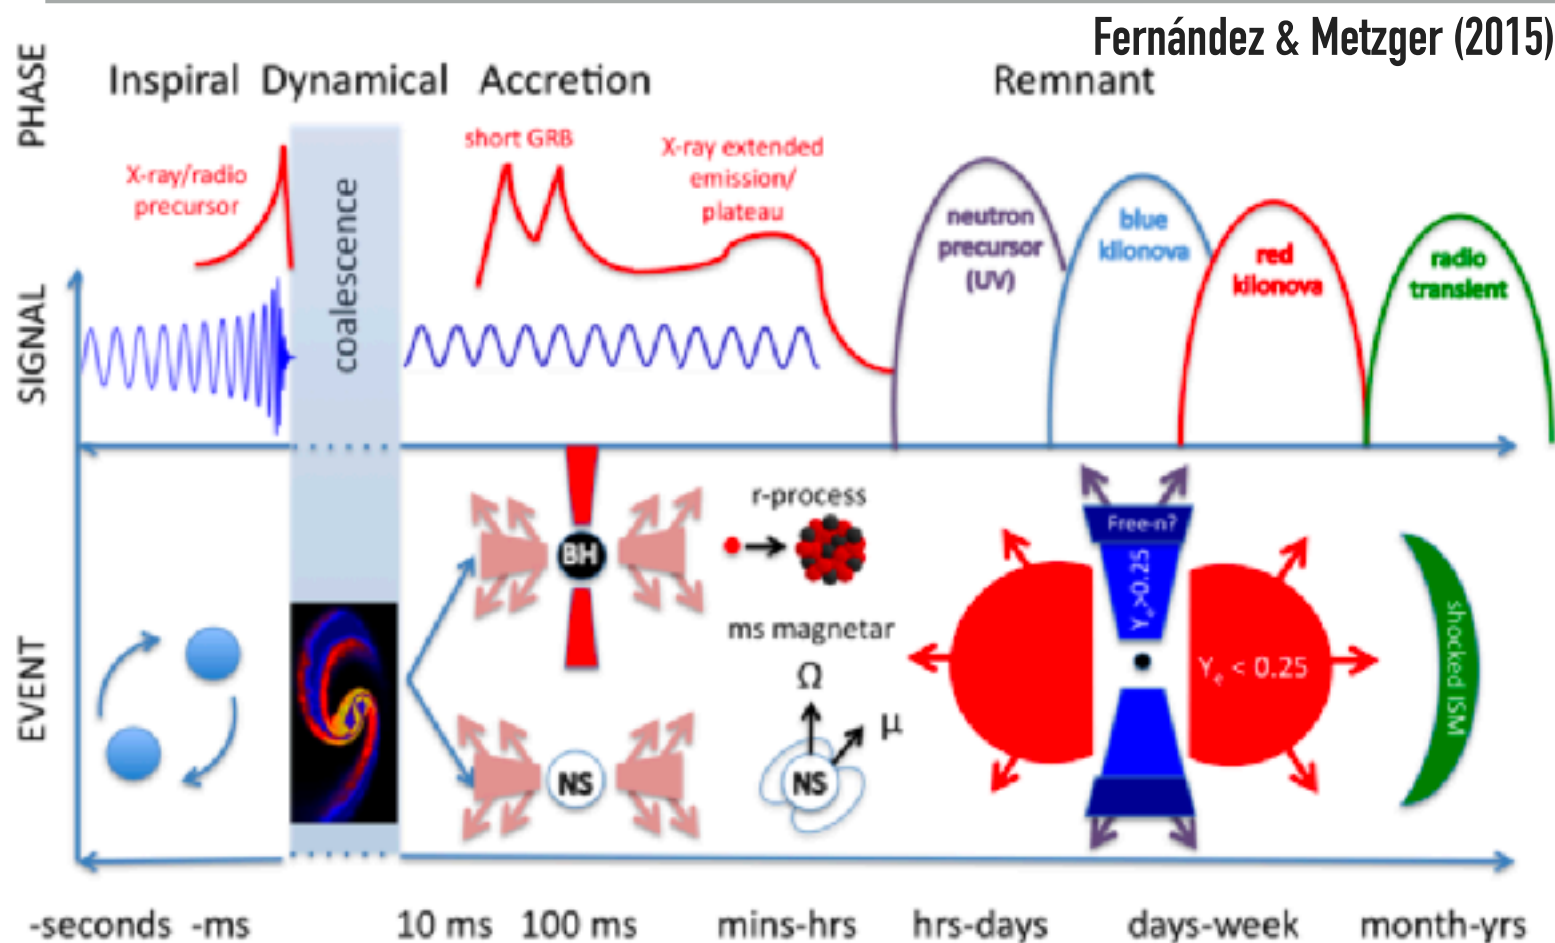 Fernández & Metzger (2015)
PHASE
Inspiral Dynamical Accretion Remnant
short GRB
X-ray/radio
precursor
X-ray extended
emission/
plateau
coalescence
neutron
precursor
(UV)
blue
kilonova
red
kilonova
radio
transient
SIGNAL
EVENT
BH
NS
r-process
ms magnetar
Ω
μ
NS
Free-n?
Ye>0.25
Ye < 0.25
shocked ISM
-seconds -ms 10 ms 100 ms mins-hrs hrs-days days-week month-yrs